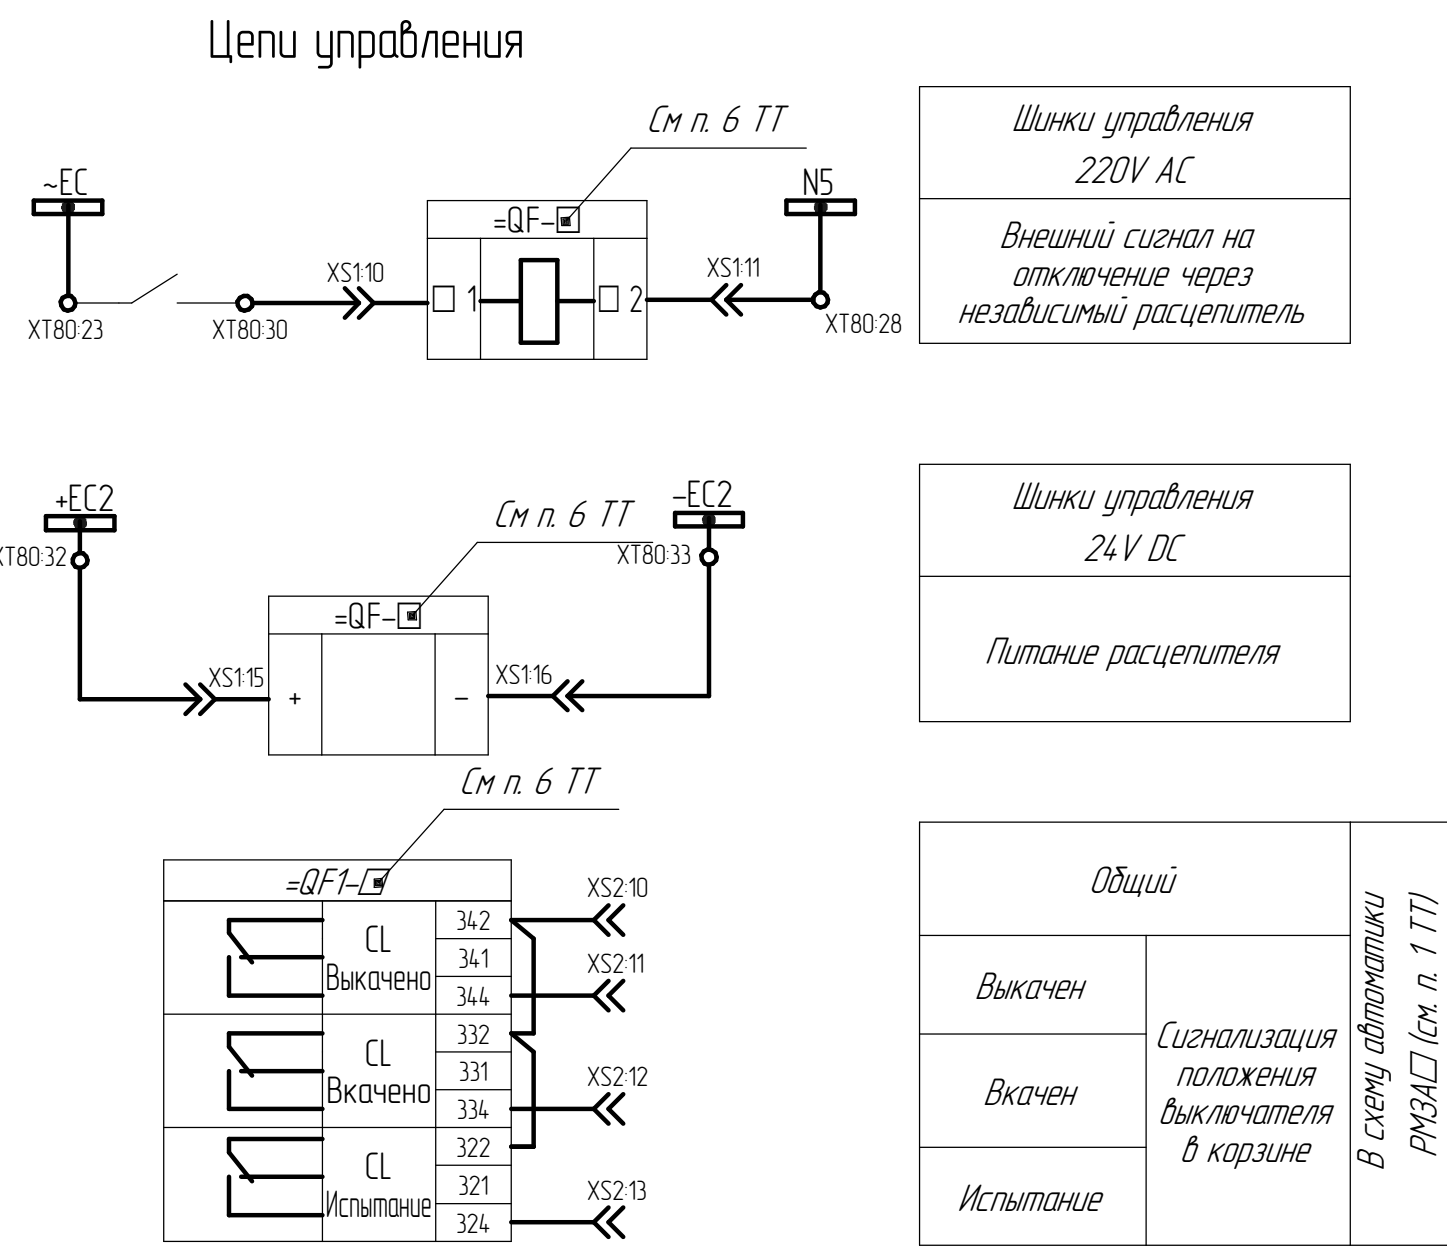 Цепи управления
См п. 6 ТТ
~EC
N5
=QF-□
XS1:10
XS1:11
□ 1
□ 2
XT80:23
XT80:30
XT80:28
Шинки управления
220V AC
Внешний сигнал на
отключение через
независимый расцепитель
+EC2
-EC2
См п. 6 ТТ
XT80:32
XT80:33
=QF-□
XS1:15
XS1:16
+
-
Шинки управления
24V DC
Питание расцепителя
См п. 6 ТТ
=QF1-□
CL
Выкачено
342
341
344
CL
Вкачено
332
331
334
CL
Испытание
322
321
324
XS2:10
XS2:11
XS2:12
XS2:13
Общий
Выкачен
Вкачен
Испытание
Сигнализация
положения
выключателя
в корзине
В схему автоматики
РМЗА□ (см. п. 1 ТТ)